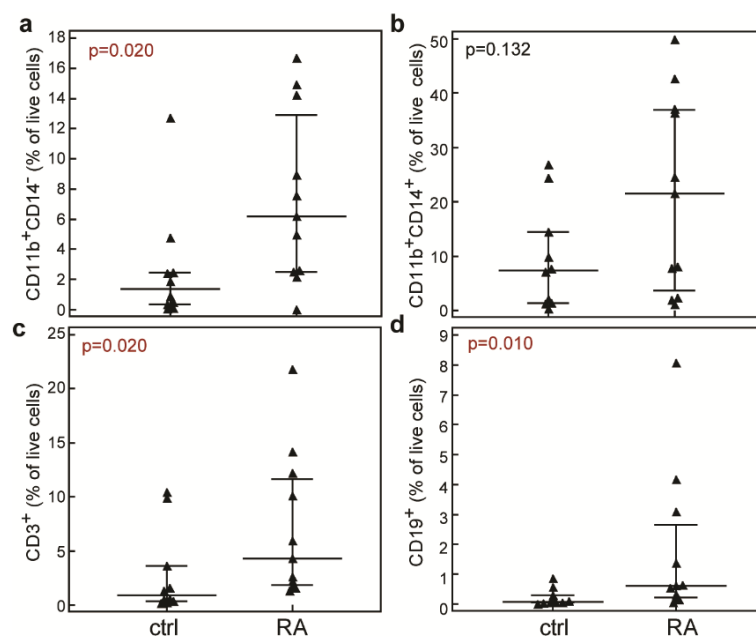 a
p=0.020
CD11b⁺CD14⁻ (% of live cells)
18
16
14
12
10
8
6
4
2
0
b
p=0.132
CD11b⁺CD14⁺ (% of live cells)
50
40
30
20
10
0
c
p=0.020
CD3⁺ (% of live cells)
25
20
15
10
5
0
ctrl RA
d
p=0.010
CD19⁺ (% of live cells)
9
8
7
6
5
4
3
2
1
0
ctrl RA